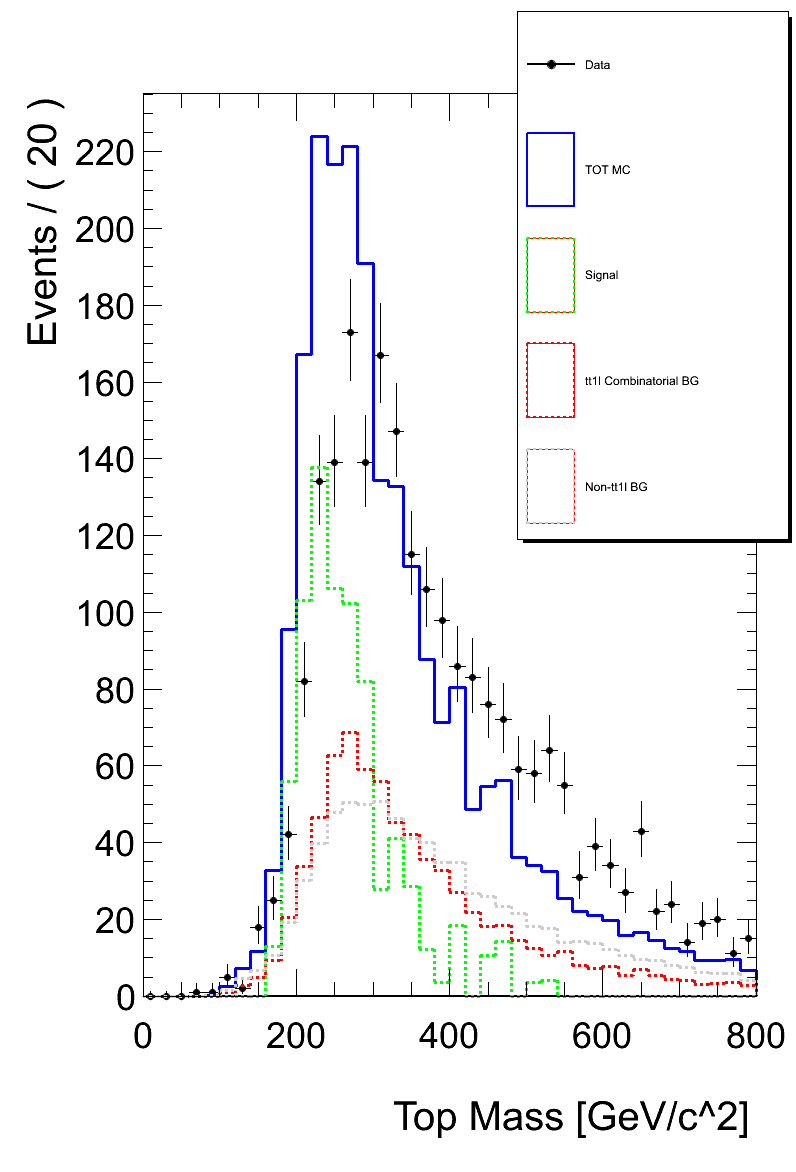 Data
TOT MC
Signal
tt1l Combinatorial BG
Non-tt1l BG
Events / ( 20 )
220
200
180
160
140
120
100
80
60
40
20
0
0 200 400 600 800
Top Mass [GeV/c^2]